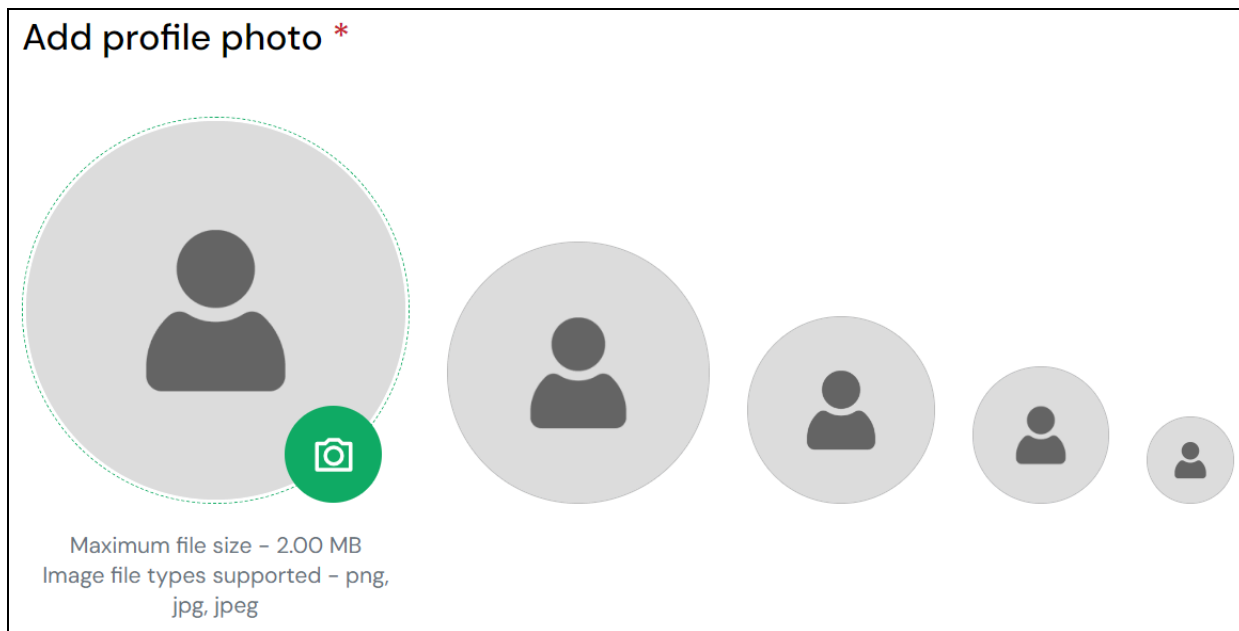 Add profile photo *
Maximum file size - 2.00 MB
Image file types supported - png,
jpg, jpeg